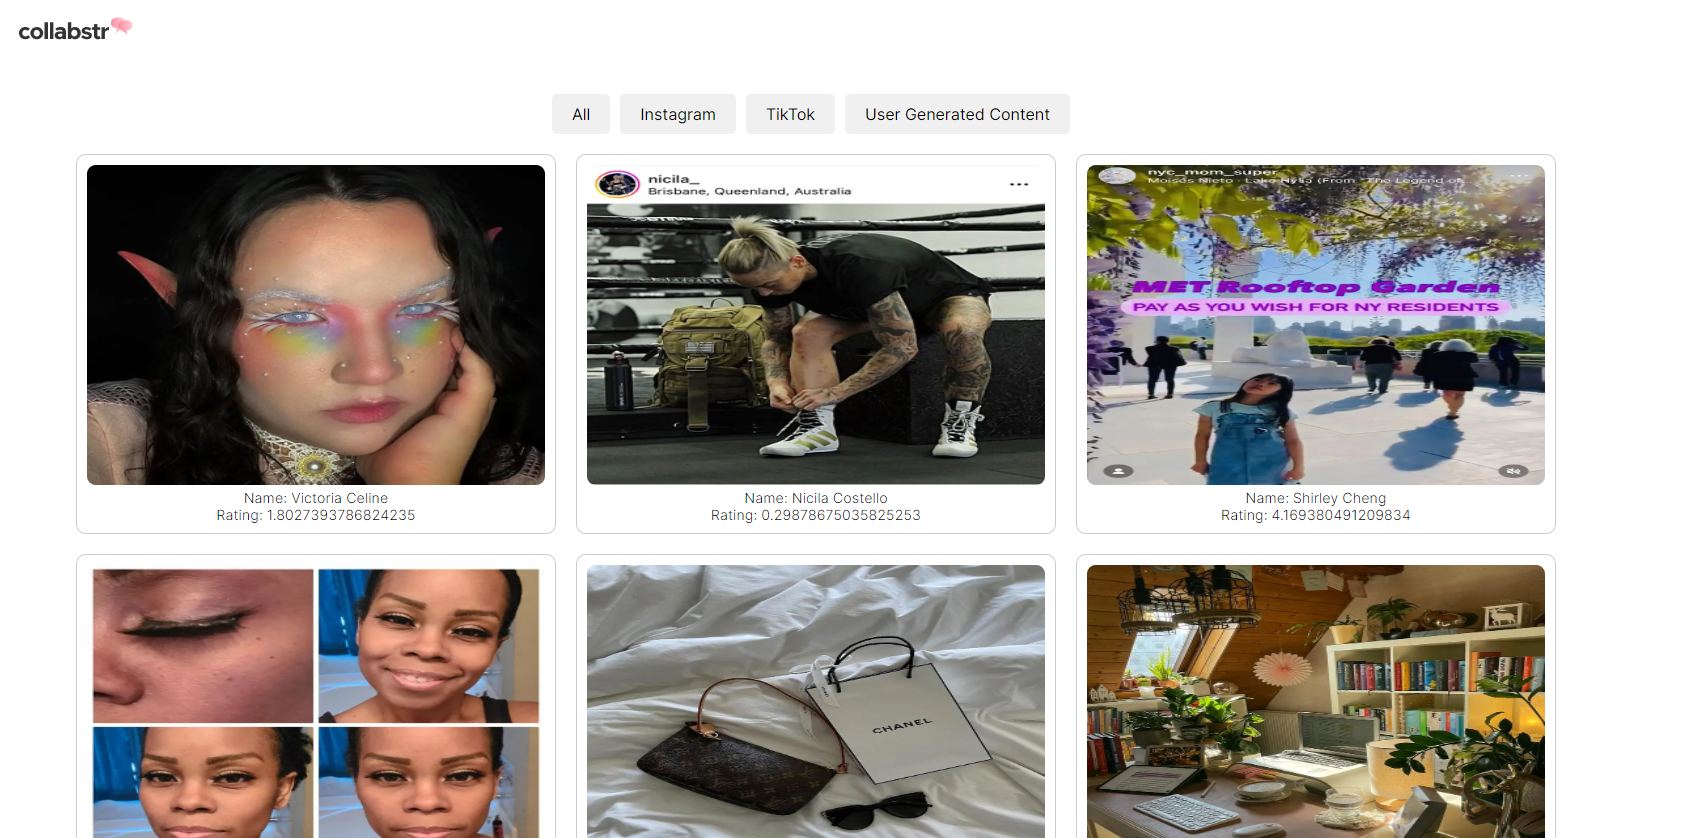 collabstr
All
Instagram
TikTok
User Generated Content
nicila_
Brisbane, Queenland, Australia
nyc_mom_super
Moisés Nieto · Lake Hylia (From "The Legend of
MET Rooftop Garden
PAY AS YOU WISH FOR NY RESIDENTS
Name: Victoria Celine
Rating: 1.8027393786824235
Name: Nicila Costello
Rating: 0.29878675035825253
Name: Shirley Cheng
Rating: 4.169380491209834
CHANEL